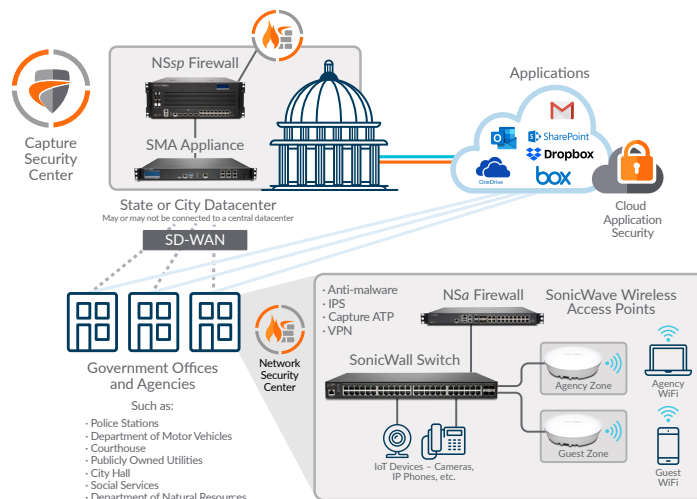 NSsp Firewall
SMA Appliance
State or City Datacenter
May or may not be connected to a central datacenter
SD-WAN
Capture
Security
Center
Applications
SharePoint
OneDrive
Dropbox
box
Cloud
Application
Security
Government Offices
and Agencies
Such as:
· Police Stations
· Department of Motor Vehicles
· Courthouse
· Publicly Owned Utilities
· City Hall
· Social Services
· Department of Natural Resources
Network
Security
Center
· Anti-malware
· IPS
· Capture ATP
· VPN
NSa Firewall
SonicWave Wireless
Access Points
SonicWall Switch
Agency Zone
Agency
WiFi
Guest Zone
Guest
WiFi
IoT Devices – Cameras,
IP Phones, etc.